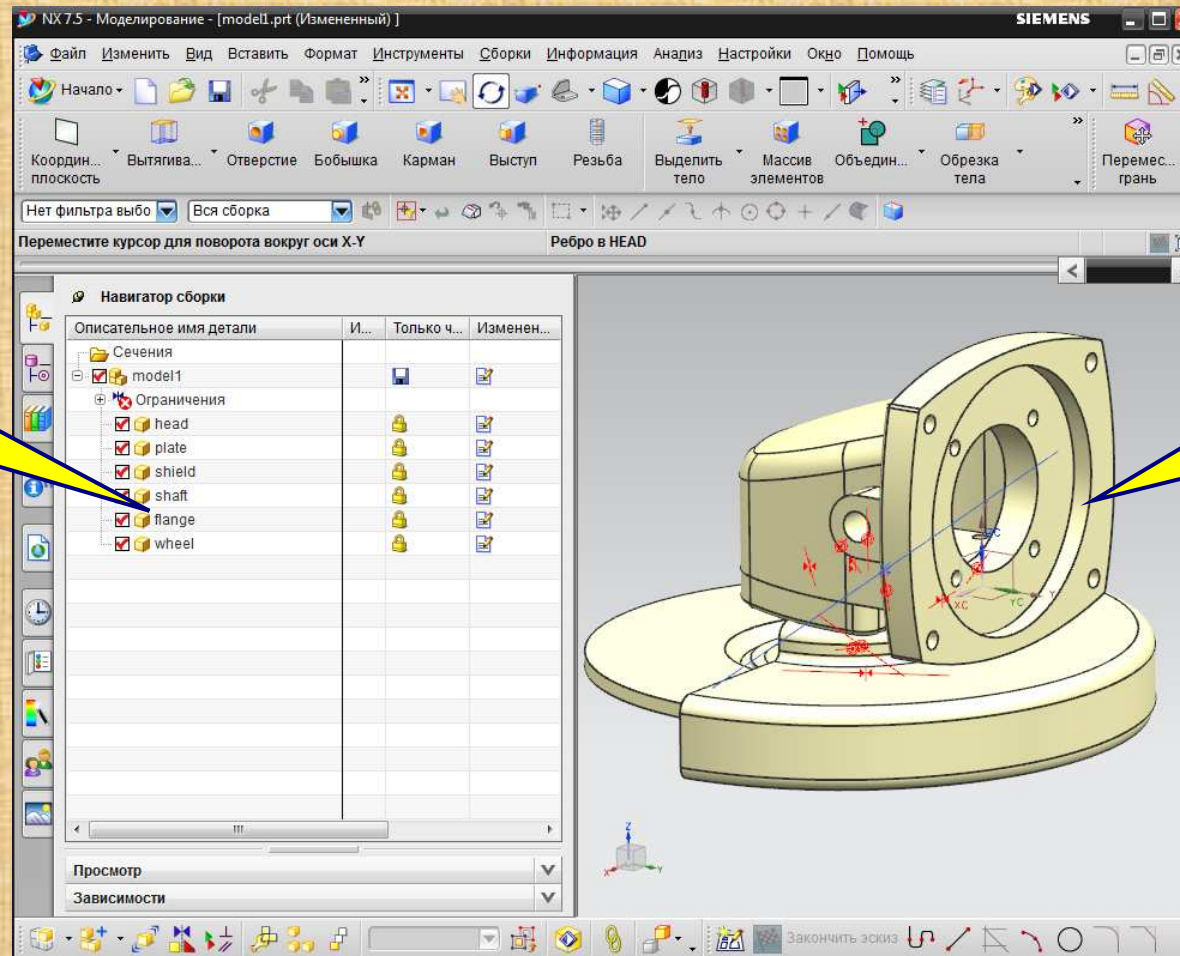 NX 7.5 - Моделирование - [model1.prt (Измененный) ]
SIEMENS
Файл Изменить Вид Вставить Формат Инструменты Сборки Информация Анализ Настройки Окно Помощь
Начало
Координ... плоскость
Вытягива...
Отверстие
Бобышка
Карман
Выступ
Резьба
Выделить тело
Массив элементов
Объедин...
Обрезка тела
Перемес... грань
Нет фильтра выбо
Вся сборка
Переместите курсор для поворота вокруг оси X-Y
Ребро в HEAD
Навигатор сборки
Описательное имя детали И... Только ч... Изменен...
Сечения
model1
Ограничения
head
plate
shield
shaft
flange
wheel
XC
YC
Y
Z
X
Y
Просмотр
Зависимости
Закончить эскиз